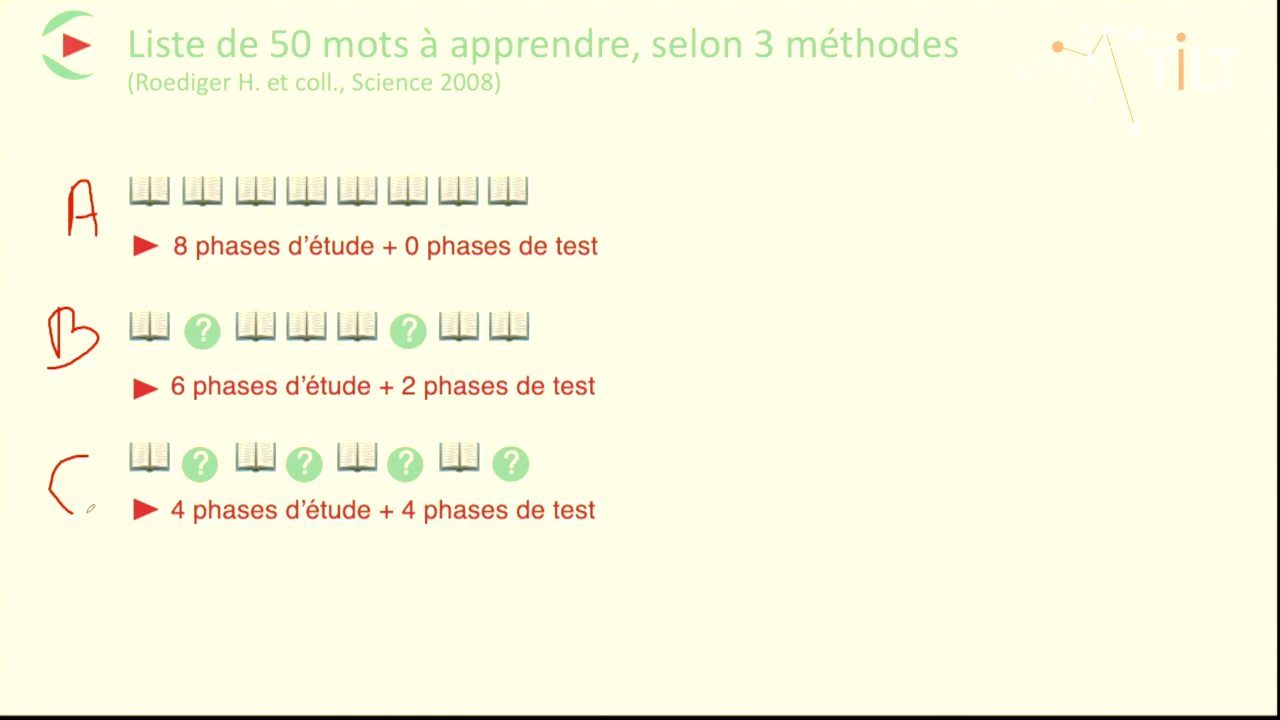 Liste de 50 mots à apprendre, selon 3 méthodes
(Roediger H. et coll., Science 2008)
TiLT
A
8 phases d'étude + 0 phases de test
B
? ?
6 phases d'étude + 2 phases de test
C
? ? ? ?
4 phases d'étude + 4 phases de test